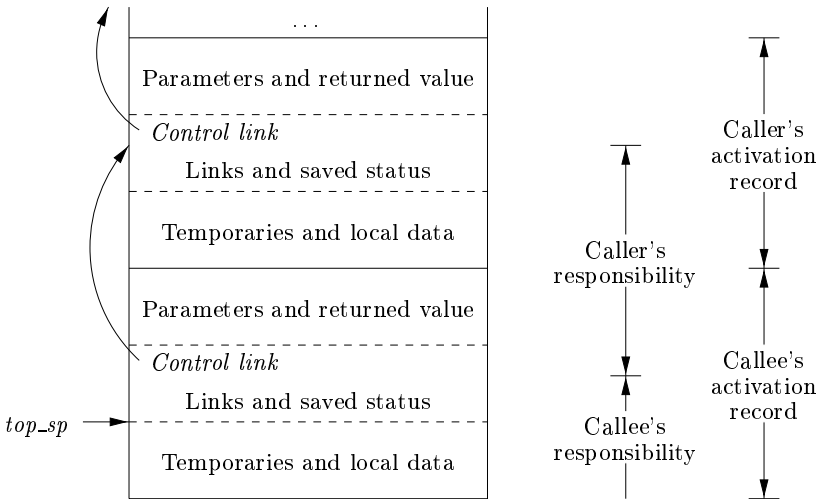 . . .
Parameters and returned value
Control link
Links and saved status
Temporaries and local data
Parameters and returned value
Control link
Links and saved status
top_sp
Temporaries and local data
Caller's
responsibility
Callee's
responsibility
Caller's
activation
record
Callee's
activation
record